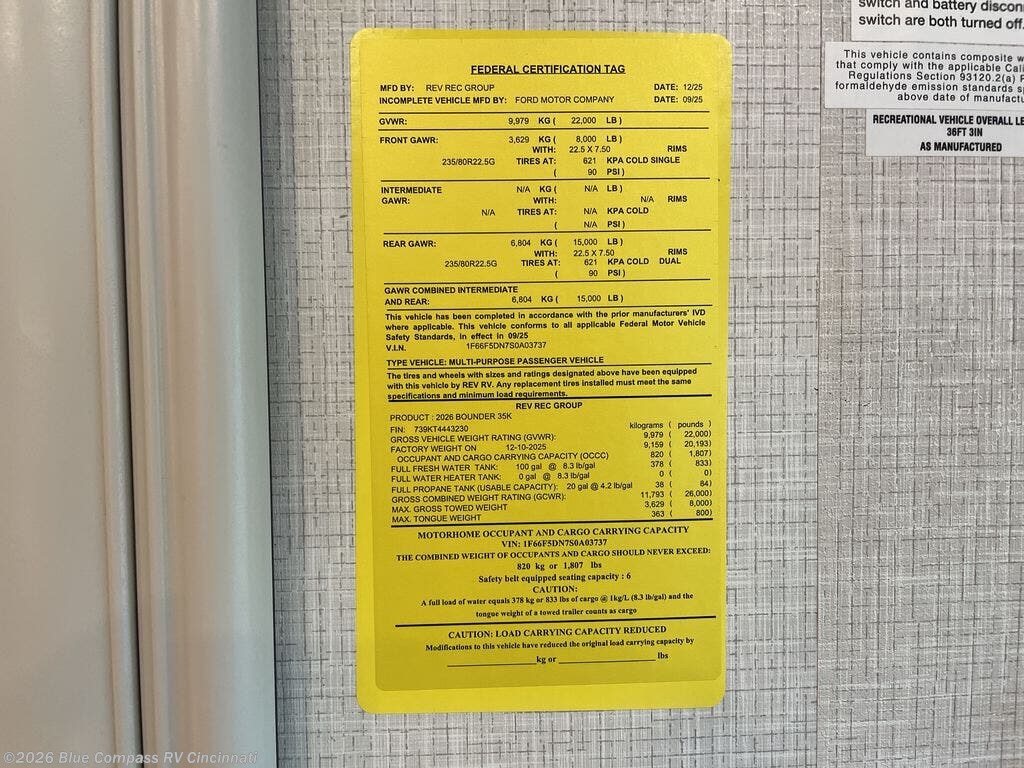 switch and battery
switch are both turned off.
This vehicle contains composite
that comply with the applicable
Regulations Section 93120.2(a)
formaldehyde emission standards
above date of
RECREATIONAL VEHICLE OVERALL
36FT 3IN
AS MANUFACTURED
FEDERAL CERTIFICATION TAG
MFD BY: REV REC GROUP DATE: 12/25
INCOMPLETE VEHICLE MFD BY: FORD MOTOR COMPANY DATE: 09/25
GVWR: 9,979 KG ( 22,000 LB )
FRONT GAWR: 3,629 KG ( 8,000 LB )
WITH: 22.5 X 7.50 RIMS
235/80R22.5G TIRES AT: 621 KPA COLD SINGLE
( 90 PSI )
INTERMEDIATE N/A KG ( N/A LB )
GAWR: WITH: N/A RIMS
N/A TIRES AT: N/A KPA COLD
( N/A PSI )
REAR GAWR: 6,804 KG ( 15,000 LB )
WITH: 22.5 X 7.50 RIMS
235/80R22.5G TIRES AT: 621 KPA COLD DUAL
( 90 PSI )
GAWR COMBINED INTERMEDIATE
AND REAR: 6,804 KG ( 15,000 LB )
This vehicle has been completed in accordance with the prior manufacturers' IVD
where applicable. This vehicle conforms to all applicable Federal Motor Vehicle
Safety Standards, in effect in 09/25
V.I.N. 1F66F5DN7S0A03737
TYPE VEHICLE: MULTI-PURPOSE PASSENGER VEHICLE
The tires and wheels with sizes and ratings designated above have been equipped
with this vehicle by REV RV. Any replacement tires installed must meet the same
specifications and minimum load requirements.
REV REC GROUP
PRODUCT : 2026 BOUNDER 35K
FIN: 739KT4443230 kilograms ( pounds )
GROSS VEHICLE WEIGHT RATING (GVWR): 9,979 ( 22,000)
FACTORY WEIGHT ON 12-10-2025 9,159 ( 20,193)
OCCUPANT AND CARGO CARRYING CAPACITY (OCCC) 820 ( 1,807)
FULL FRESH WATER TANK: 100 gal @ 8.3 lb/gal 378 ( 833)
FULL WATER HEATER TANK: 0 gal @ 8.3lb/gal 0 ( 0)
FULL PROPANE TANK (USABLE CAPACITY): 20 gal @ 4.2 lb/gal 38 ( 84)
GROSS COMBINED WEIGHT RATING (GCWR): 11,793 ( 26,000)
MAX. GROSS TOWED WEIGHT 3,629 ( 8,000)
MAX. TONGUE WEIGHT 363 ( 800)
MOTORHOME OCCUPANT AND CARGO CARRYING CAPACITY
VIN: 1F66F5DN7S0A03737
THE COMBINED WEIGHT OF OCCUPANTS AND CARGO SHOULD NEVER EXCEED:
820 kg or 1,807 lbs
Safety belt equipped seating capacity : 6
CAUTION:
A full load of water equals 378 kg or 833 lbs of cargo @ 1kg/L (8.3 lb/gal) and the
tongue weight of a towed trailer counts as cargo
CAUTION: LOAD CARRYING CAPACITY REDUCED
Modifications to this vehicle have reduced the original load carrying capacity by
kg or lbs
©2026 Blue Compass RV Cincinnati